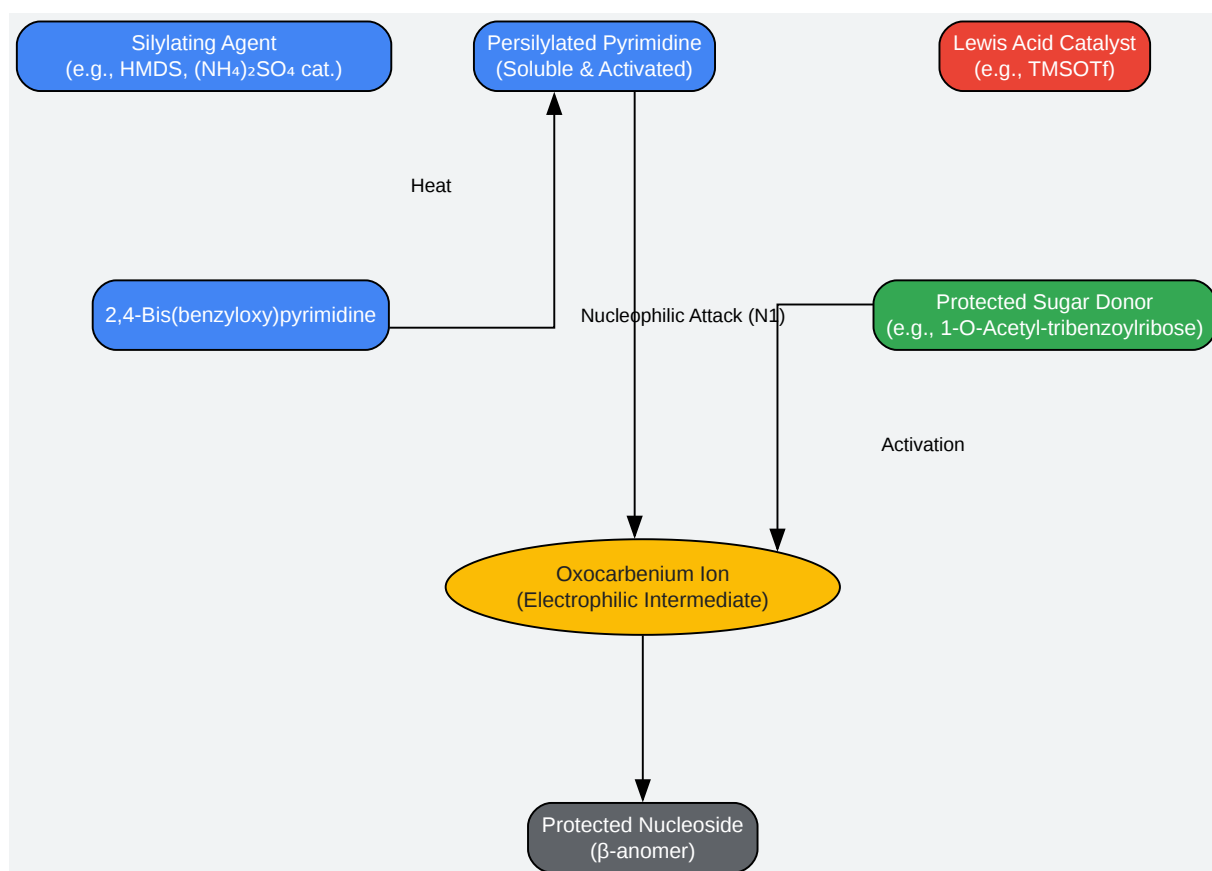 Silylating Agent
(e.g., HMDS, (NH₄)₂SO₄ cat.)
Persilylated Pyrimidine
(Soluble & Activated)
Lewis Acid Catalyst
(e.g., TMSOTf)
Heat
2,4-Bis(benzyloxy)pyrimidine
Nucleophilic Attack (N1)
Protected Sugar Donor
(e.g., 1-O-Acetyl-tribenzoylribose)
Activation
Oxocarbenium Ion
(Electrophilic Intermediate)
Protected Nucleoside
(β-anomer)